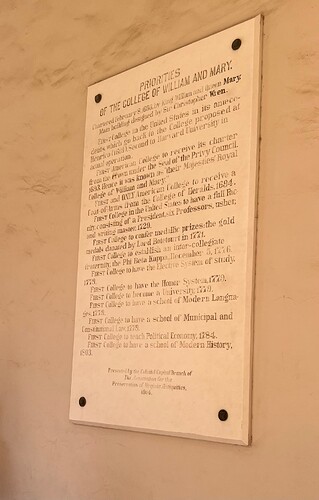 PRIORITIES
OF THE COLLEGE OF WILLIAM AND MARY.
Chartered February 8, 1693, by King William and Queen Mary.
Main building designed by Sir Christopher Wren.
FIRST College in the United States in its antece-
dents, which go back to the College proposed at
Henrico (1617). Second to Harvard University in
actual operation.
FIRST American College to receive its charter
from the Crown under the Seal of the Privy Council,
1693. Hence it was known as "their Majesties' Royal
College of William and Mary."
FIRST and ONLY American College to receive a
Coat-of-Arms from the College of Heralds, 1694.
FIRST College in the United States to have a full Fac-
ulty, consisting of a President, six Professors, usher,
and writing master, 1729.
FIRST College to confer medallic prizes: the gold
medals donated by Lord Botetourt in 1771.
FIRST College to establish an inter-collegiate
fraternity, the Phi Beta Kappa, December 5, 1776.
FIRST College to have the Elective System of study,
1779.
FIRST College to have the Honor System, 1779.
FIRST College to become a University, 1779.
FIRST College to have a school of Modern Langua-
ges, 1779.
FIRST College to have a school of Municipal and
Constitutional Law, 1779.
FIRST College to teach Political Economy, 1784.
FIRST College to have a school of Modern History,
1803.
Presented by the Colonial Capital Branch of
The Association for the
Preservation of Virginia Antiquities,